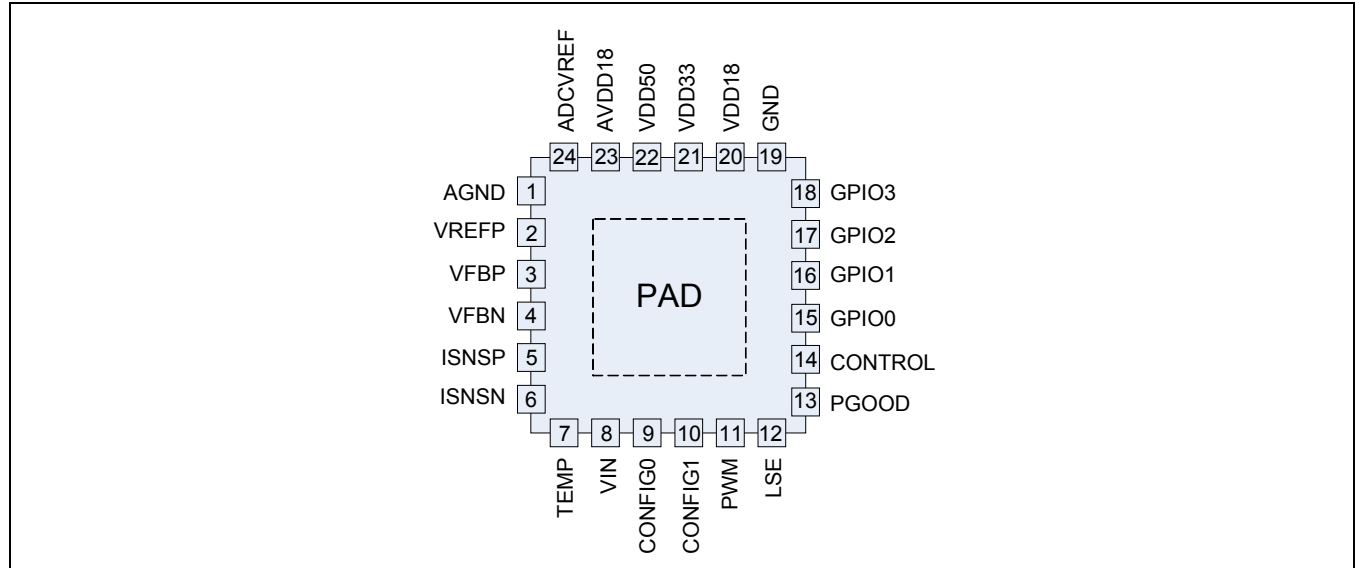 ADCVREF
AVDD18
VDD50
VDD33
VDD18
GND
24 23 22 21 20 19
AGND 1
VREFP 2
VFBP 3
VFBN 4
ISNSP 5
ISNSN 6
PAD
18 GPIO3
17 GPIO2
16 GPIO1
15 GPIO0
14 CONTROL
13 PGOOD
7 8 9 10 11 12
TEMP
VIN
CONFIG0
CONFIG1
PWM
LSE